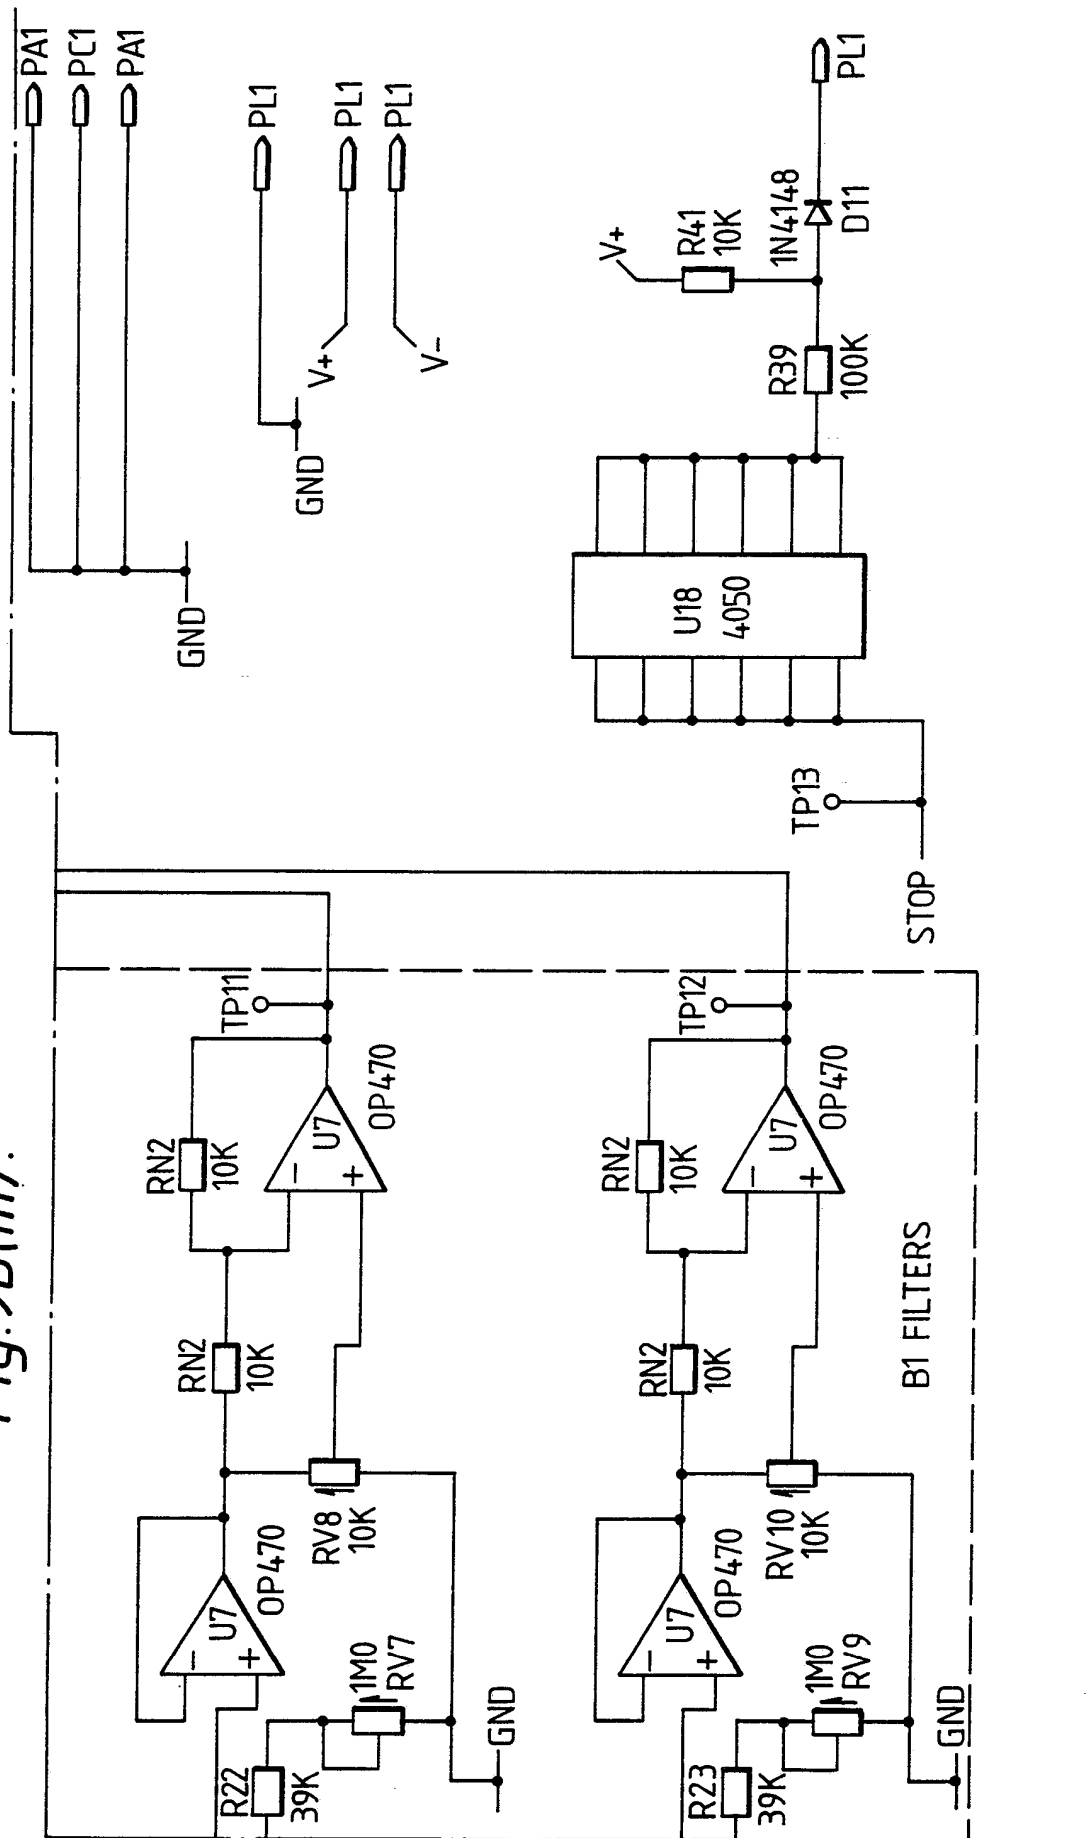 Fig. 9B(iii).
PA1
PC1
PA1
GND
PL1
GND
V+
PL1
V-
PL1
TP11
RN2
10K
U7
OP470
-
+
RN2
10K
RV8
10K
U7
OP470
-
+
1M0
RV7
R22
39K
GND
V+
R41
10K
1N4148
D11
PL1
R39
100K
U18
4050
TP13
STOP
TP12
RN2
10K
U7
OP470
-
+
RN2
10K
RV10
10K
U7
OP470
-
+
1M0
RV9
R23
39K
GND
B1 FILTERS